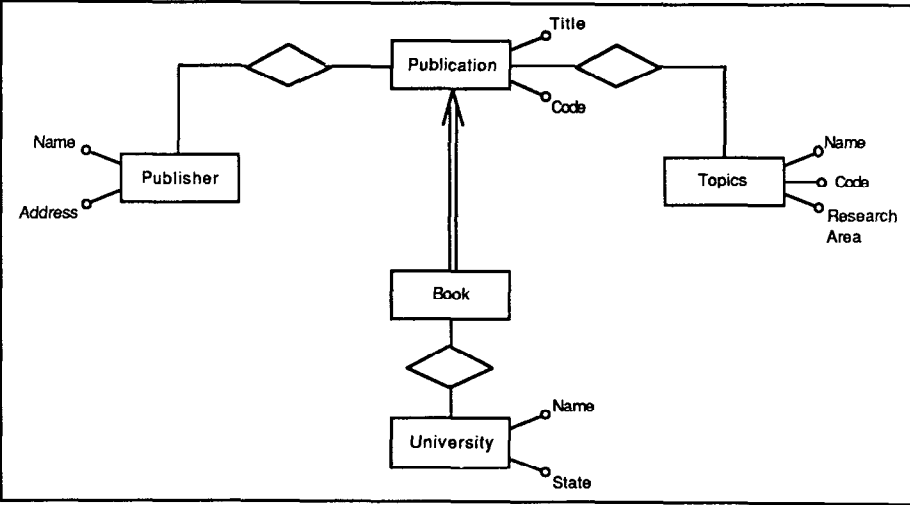 Title
Publication
Code
Name
Publisher
Address
Name
Topics
Code
Research
Area
Book
Name
University
State